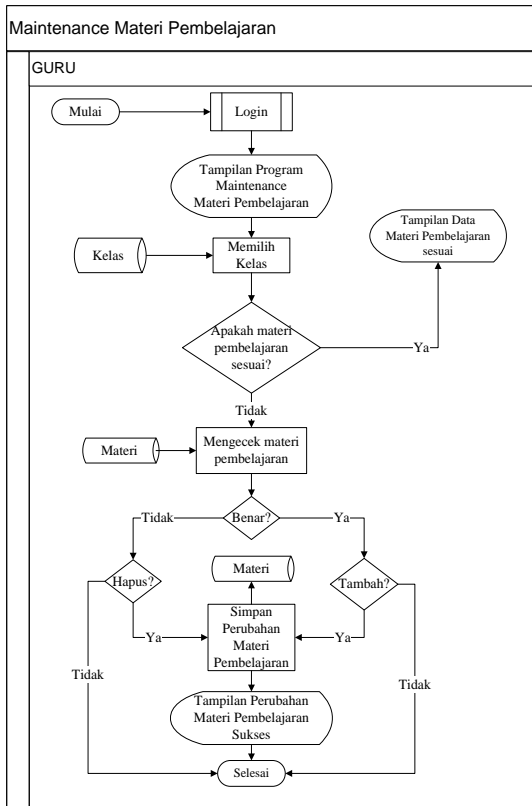 Maintenance Materi Pembelajaran
GURU
Mulai
Login
Tampilan Program
Maintenance
Materi Pembelajaran
Kelas
Memilih
Kelas
Tampilan Data
Materi Pembelajaran
sesuai
Apakah materi
pembelajaran
sesuai?
Ya
Tidak
Materi
Mengecek materi
pembelajaran
Tidak
Benar?
Ya
Hapus?
Materi
Tambah?
Simpan
Perubahan
Materi
Pembelajaran
Ya
Ya
Tidak
Tidak
Tampilan Perubahan
Materi Pembelajaran
Sukses
Selesai